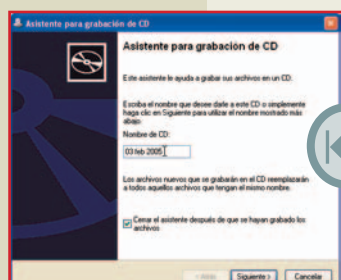 Asistente para grabación de CD
Asistente para grabación de CD
Este asistente le ayuda a grabar sus archivos en un CD.
Escriba el nombre que desee darle a este CD o simplemente
haga clic en Siguiente para utilizar el nombre mostrado más
abajo:
Nombre de CD:
03 feb 2005
Los archivos nuevos que se grabarán en el CD reemplazarán
a todos aquellos archivos que tengan el mismo nombre.
Cerrar el asistente después de que se hayan grabado los
archivos
< Atrás Siguiente > Cancelar